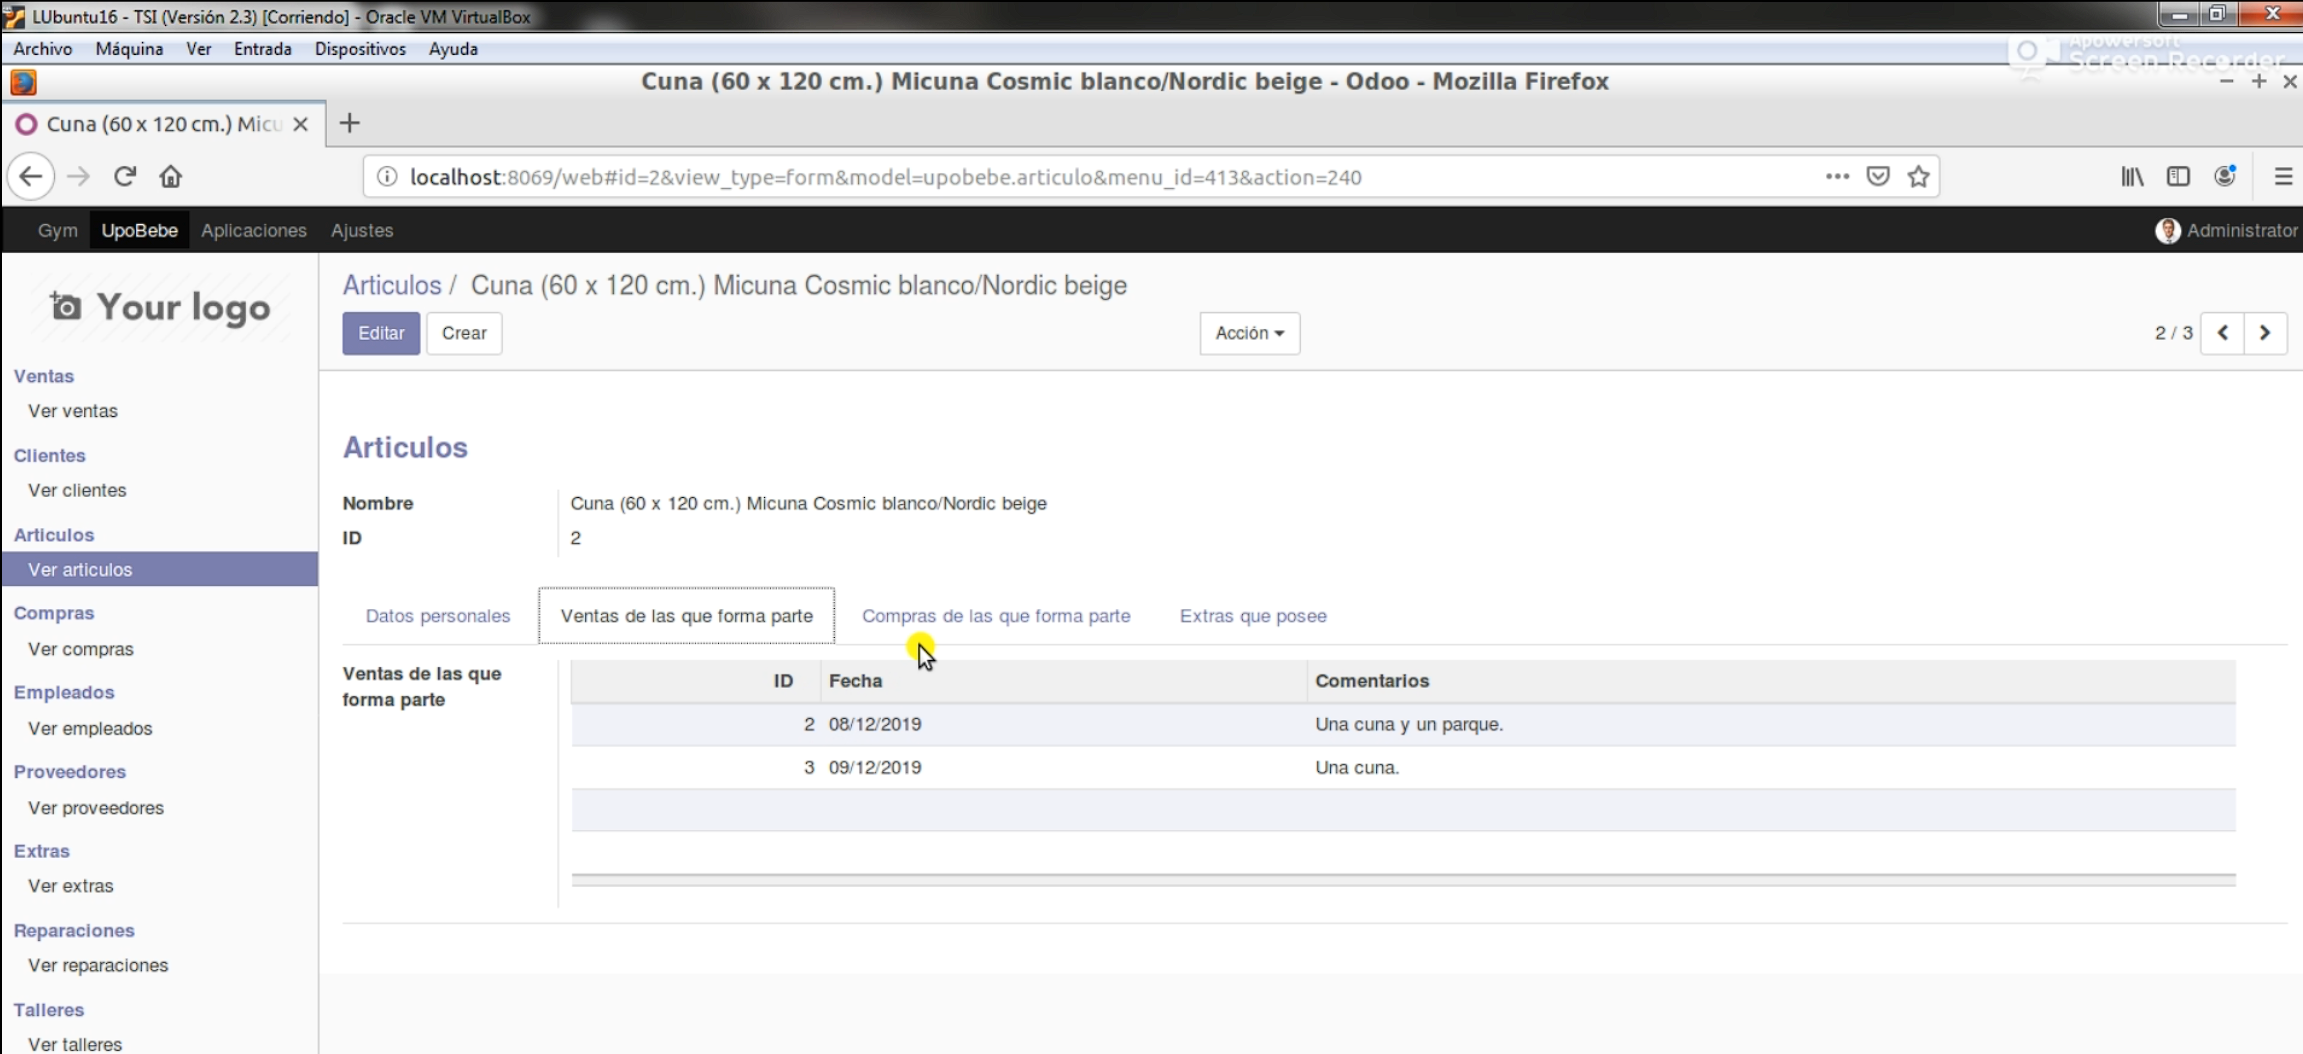 LUbuntu16 - TSI (Versión 2.3) [Corriendo] - Oracle VM VirtualBox
Archivo Máquina Ver Entrada Dispositivos Ayuda
Apowersoft
Screen Recorder
Cuna (60 x 120 cm.) Micuna Cosmic blanco/Nordic beige - Odoo - Mozilla Firefox
Cuna (60 x 120 cm.) Micu
localhost:8069/web#id=2&view_type=form&model=upobebe.articulo&menu_id=413&action=240
Gym UpoBebe Aplicaciones Ajustes Administrator
Your logo
Articulos / Cuna (60 x 120 cm.) Micuna Cosmic blanco/Nordic beige
Editar Crear Acción 2 / 3
Ventas
Ver ventas
Clientes
Ver clientes
Articulos
Ver articulos
Compras
Ver compras
Empleados
Ver empleados
Proveedores
Ver proveedores
Extras
Ver extras
Reparaciones
Ver reparaciones
Talleres
Ver talleres
Articulos
Nombre Cuna (60 x 120 cm.) Micuna Cosmic blanco/Nordic beige
ID 2
Datos personales Ventas de las que forma parte Compras de las que forma parte Extras que posee
Ventas de las que
forma parte
ID Fecha Comentarios
2 08/12/2019 Una cuna y un parque.
3 09/12/2019 Una cuna.